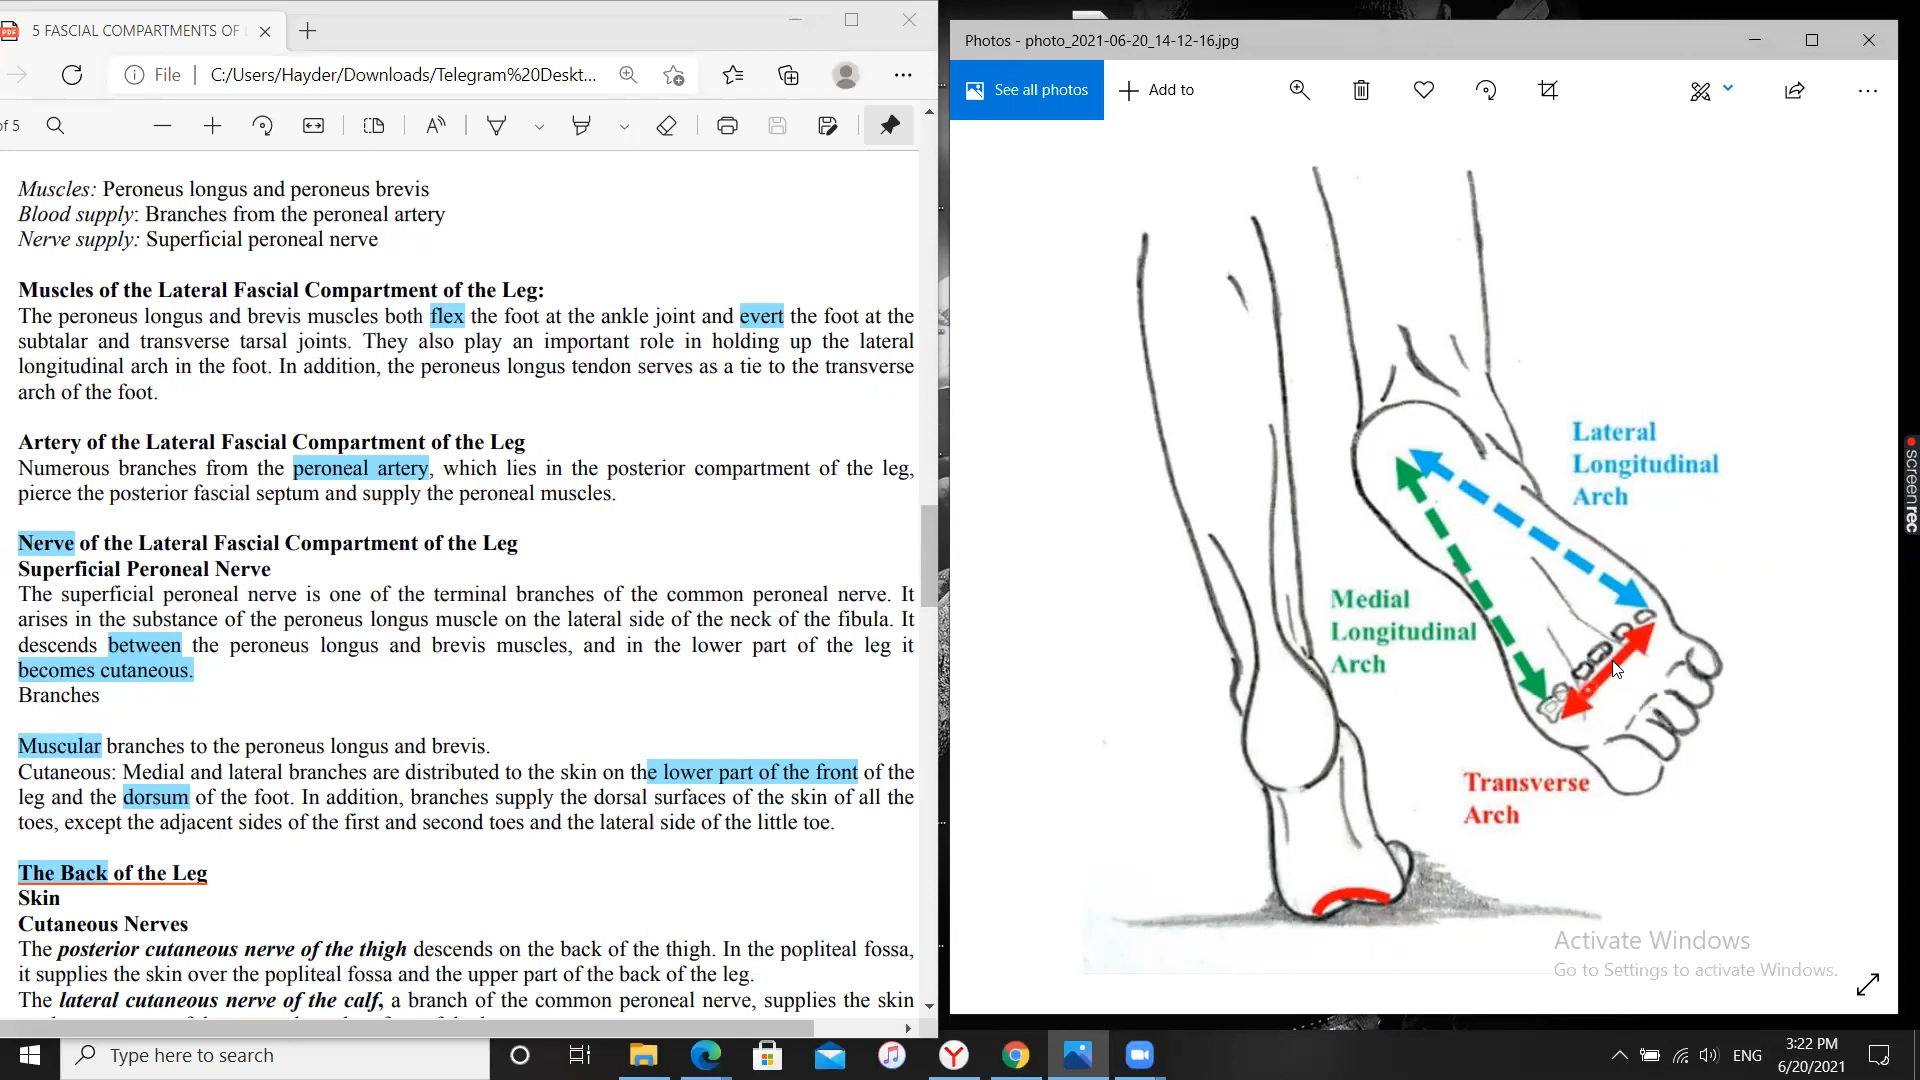 5 FASCIAL COMPARTMENTS OF
File
C:/Users/Hayder/Downloads/Telegram%20Deskt...
of 5
Muscles: Peroneus longus and peroneus brevis
Blood supply: Branches from the peroneal artery
Nerve supply: Superficial peroneal nerve
Muscles of the Lateral Fascial Compartment of the Leg:
The peroneus longus and brevis muscles both flex the foot at the ankle joint and evert the foot at the
subtalar and transverse tarsal joints. They also play an important role in holding up the lateral
longitudinal arch in the foot. In addition, the peroneus longus tendon serves as a tie to the transverse
arch of the foot.
Artery of the Lateral Fascial Compartment of the Leg
Numerous branches from the peroneal artery, which lies in the posterior compartment of the leg,
pierce the posterior fascial septum and supply the peroneal muscles.
Nerve of the Lateral Fascial Compartment of the Leg
Superficial Peroneal Nerve
The superficial peroneal nerve is one of the terminal branches of the common peroneal nerve. It
arises in the substance of the peroneus longus muscle on the lateral side of the neck of the fibula. It
descends between the peroneus longus and brevis muscles, and in the lower part of the leg it
becomes cutaneous.
Branches
Muscular branches to the peroneus longus and brevis.
Cutaneous: Medial and lateral branches are distributed to the skin on the lower part of the front of the
leg and the dorsum of the foot. In addition, branches supply the dorsal surfaces of the skin of all the
toes, except the adjacent sides of the first and second toes and the lateral side of the little toe.
The Back of the Leg
Skin
Cutaneous Nerves
The posterior cutaneous nerve of the thigh descends on the back of the thigh. In the popliteal fossa,
it supplies the skin over the popliteal fossa and the upper part of the back of the leg.
The lateral cutaneous nerve of the calf, a branch of the common peroneal nerve, supplies the skin
Photos - photo_2021-06-20_14-12-16.jpg
See all photos
Add to
Lateral
Longitudinal
Arch
Medial
Longitudinal
Arch
Transverse
Arch
Activate Windows
Go to Settings to activate Windows.
screenrec
Type here to search
ENG
3:22 PM
6/20/2021